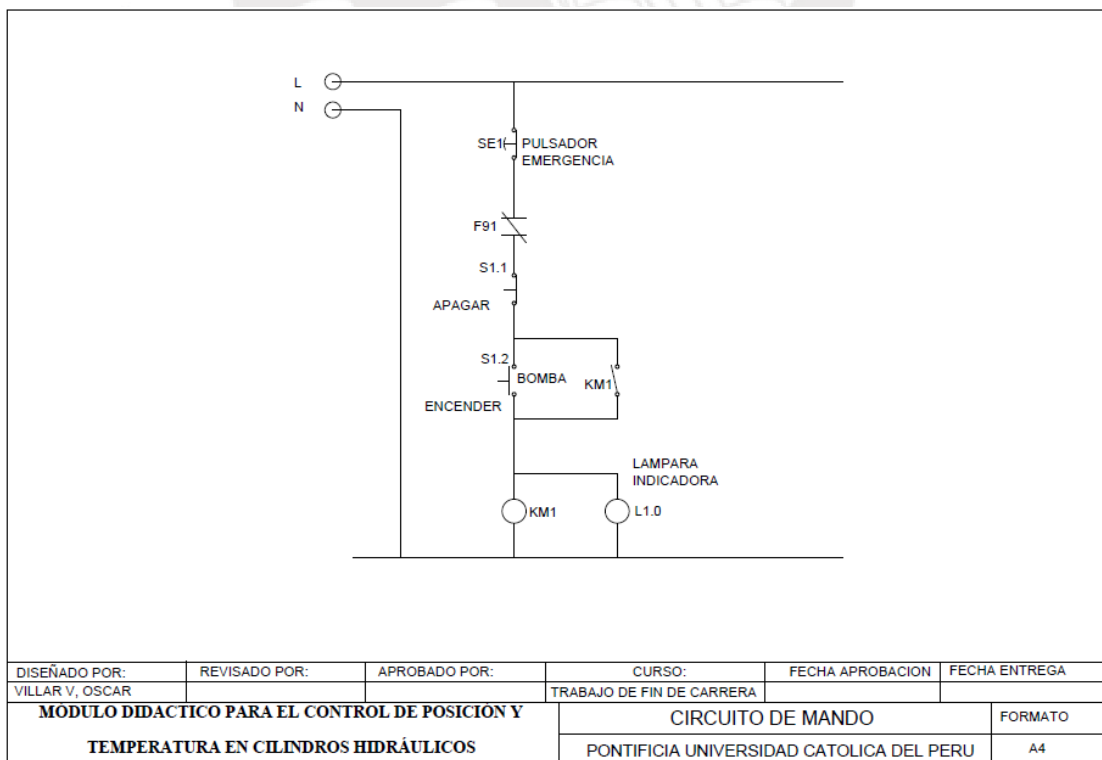 L
N
SE1 PULSADOR
EMERGENCIA
F91
S1.1
APAGAR
S1.2
BOMBA
KM1
ENCENDER
LAMPARA
INDICADORA
KM1
L1.0
DISEÑADO POR: REVISADO POR: APROBADO POR: CURSO: FECHA APROBACION FECHA ENTREGA
VILLAR V, OSCAR TRABAJO DE FIN DE CARRERA
MÓDULO DIDACTICO PARA EL CONTROL DE POSICIÓN Y
TEMPERATURA EN CILINDROS HIDRÁULICOS
CIRCUITO DE MANDO
PONTIFICIA UNIVERSIDAD CATOLICA DEL PERU
FORMATO
A4